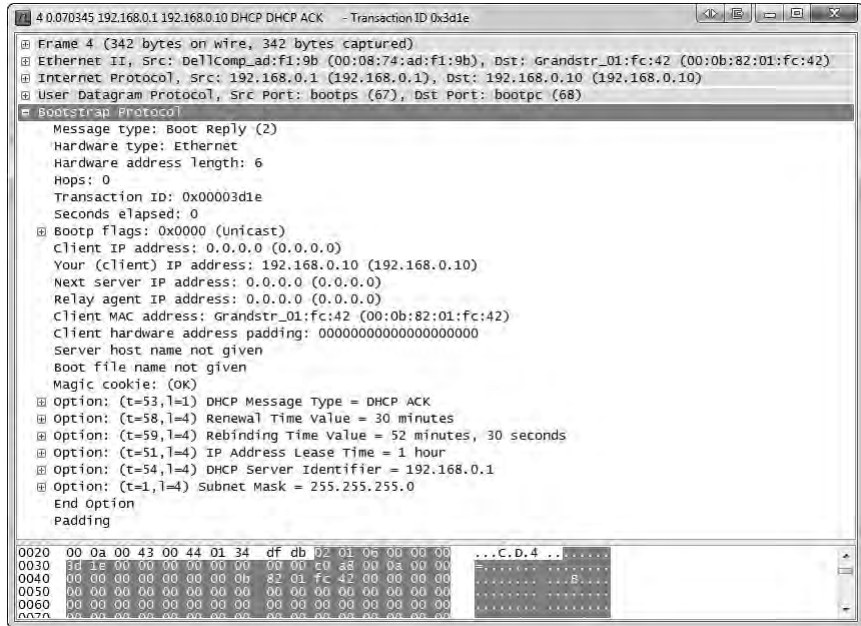 4 0.070345 192.168.0.1 192.168.0.10 DHCP DHCP ACK - Transaction ID 0x3d1e
Frame 4 (342 bytes on wire, 342 bytes captured)
Ethernet II, Src: DellComp_ad:f1:9b (00:08:74:ad:f1:9b), Dst: Grandstr_01:fc:42 (00:0b:82:01:fc:42)
Internet Protocol, Src: 192.168.0.1 (192.168.0.1), Dst: 192.168.0.10 (192.168.0.10)
User Datagram Protocol, Src Port: bootps (67), Dst Port: bootpc (68)
Bootstrap Protocol
Message type: Boot Reply (2)
Hardware type: Ethernet
Hardware address length: 6
Hops: 0
Transaction ID: 0x00003d1e
Seconds elapsed: 0
Bootp flags: 0x0000 (Unicast)
Client IP address: 0.0.0.0 (0.0.0.0)
Your (client) IP address: 192.168.0.10 (192.168.0.10)
Next server IP address: 0.0.0.0 (0.0.0.0)
Relay agent IP address: 0.0.0.0 (0.0.0.0)
Client MAC address: Grandstr_01:fc:42 (00:0b:82:01:fc:42)
Client hardware address padding: 00000000000000000000
Server host name not given
Boot file name not given
Magic cookie: (OK)
Option: (t=53,l=1) DHCP Message Type = DHCP ACK
Option: (t=58,l=4) Renewal Time Value = 30 minutes
Option: (t=59,l=4) Rebinding Time Value = 52 minutes, 30 seconds
Option: (t=51,l=4) IP Address Lease Time = 1 hour
Option: (t=54,l=4) DHCP Server Identifier = 192.168.0.1
Option: (t=1,l=4) Subnet Mask = 255.255.255.0
End Option
Padding
0020 00 0a 00 43 00 44 01 34 df db 02 01 06 00 00 00 ...C.D.4 ........
0030 3d 1e 00 00 00 00 00 00 00 00 c0 a8 00 0a 00 00 =....... ........
0040 00 00 00 00 00 00 00 0b 82 01 fc 42 00 00 00 00 ........ ...B....
0050 00 00 00 00 00 00 00 00 00 00 00 00 00 00 00 00 ........ ........
0060 00 00 00 00 00 00 00 00 00 00 00 00 00 00 00 00 ........ ........